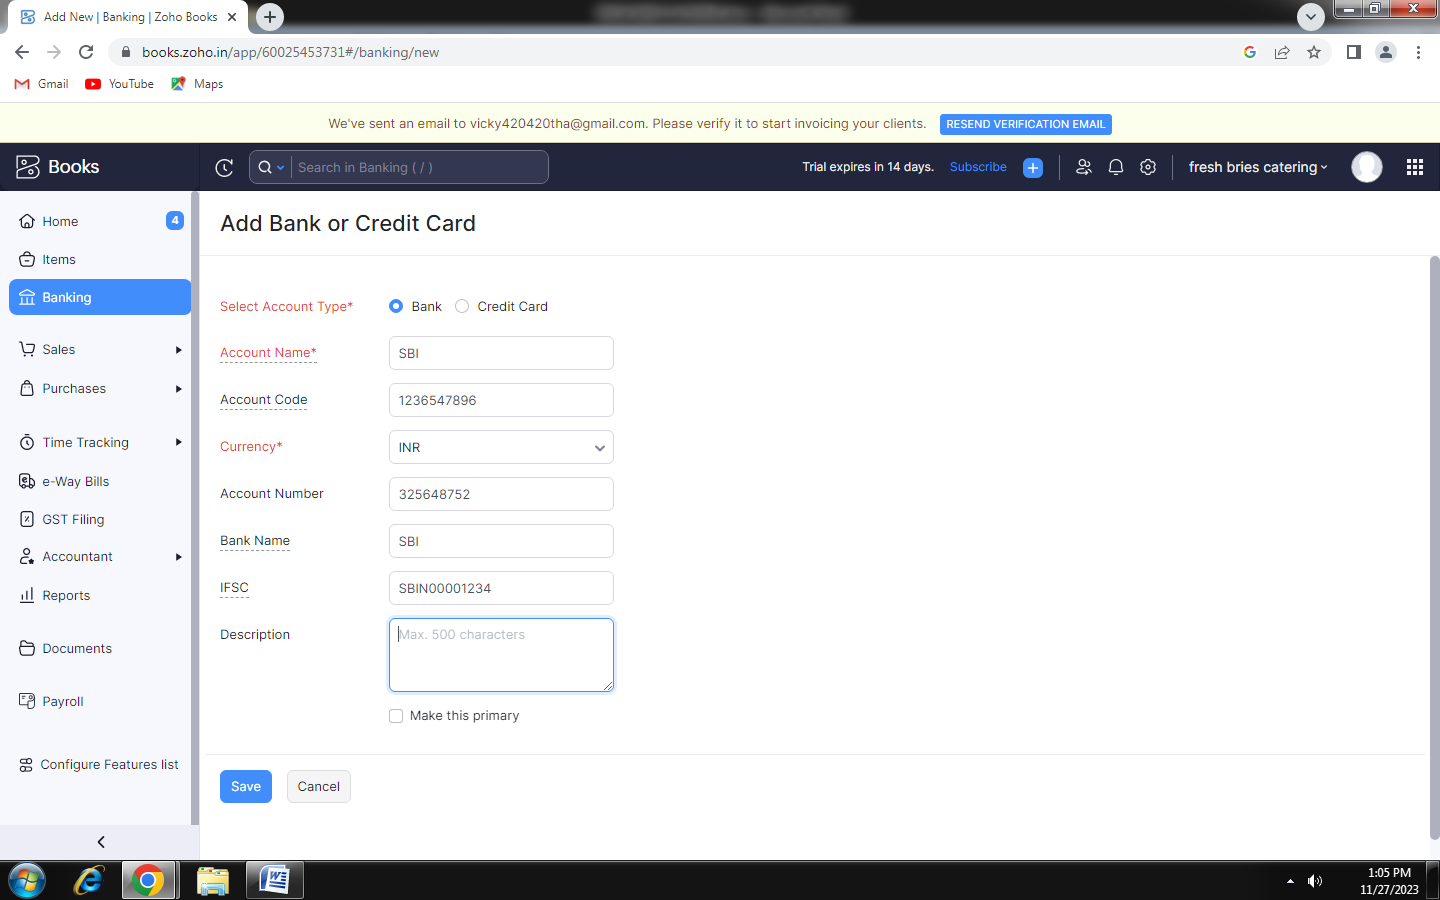 Add New | Banking | Zoho Books
books.zoho.in/app/60025453731#/banking/new
Gmail YouTube Maps
We've sent an email to vicky420420tha@gmail.com. Please verify it to start invoicing your clients. RESEND VERIFICATION EMAIL
Books
Search in Banking ( / )
Trial expires in 14 days. Subscribe
fresh bries catering
Home 4
Items
Banking
Sales
Purchases
Time Tracking
e-Way Bills
GST Filing
Accountant
Reports
Documents
Payroll
Configure Features list
Add Bank or Credit Card
Select Account Type* Bank Credit Card
Account Name* SBI
Account Code 1236547896
Currency* INR
Account Number 325648752
Bank Name SBI
IFSC SBIN00001234
Description Max. 500 characters
Make this primary
Save Cancel
1:05 PM
11/27/2023